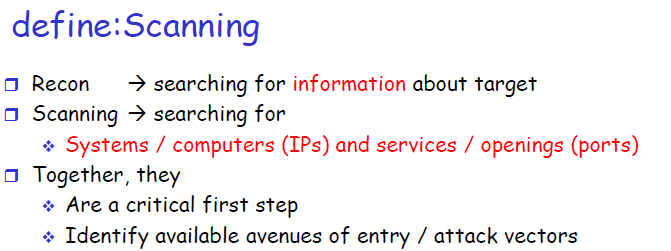 define:Scanning
Recon → searching for information about target
Scanning → searching for
Systems / computers (IPs) and services / openings (ports)
Together, they
Are a critical first step
Identify available avenues of entry / attack vectors